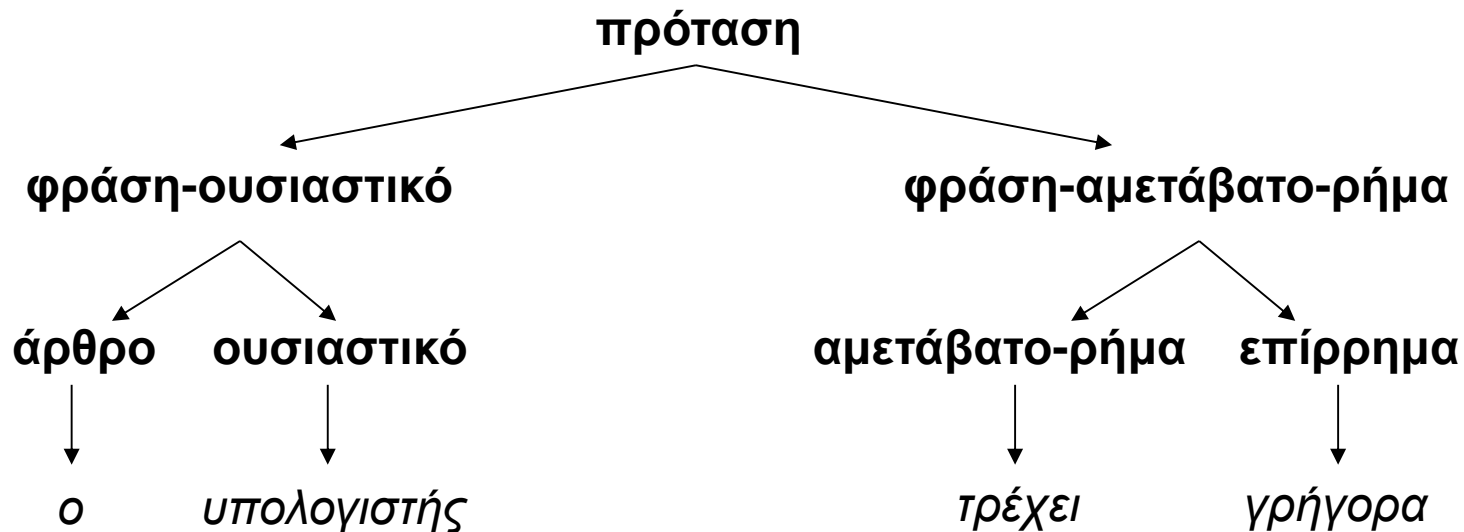 πρόταση
φράση-ουσιαστικό φράση-αμετάβατο-ρήμα
άρθρο ουσιαστικό αμετάβατο-ρήμα επίρρημα
ο υπολογιστής τρέχει γρήγορα